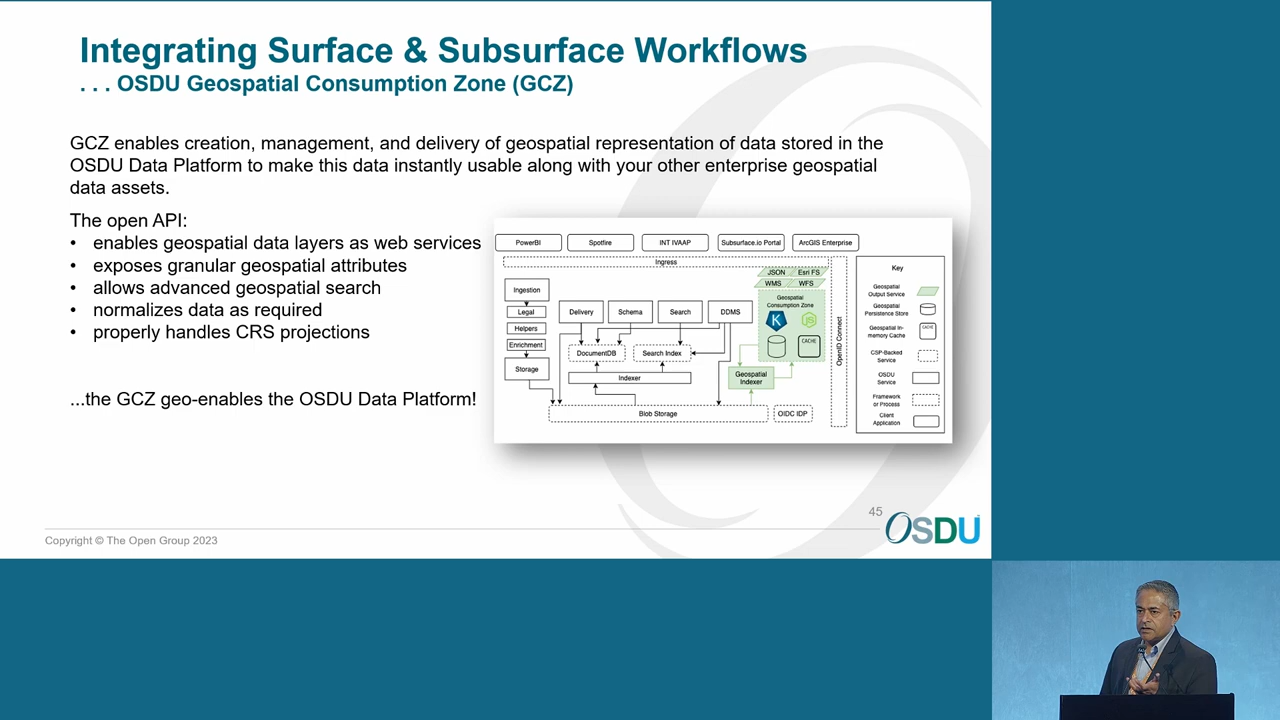 Integrating Surface & Subsurface Workflows
. . . OSDU Geospatial Consumption Zone (GCZ)
GCZ enables creation, management, and delivery of geospatial representation of data stored in the
OSDU Data Platform to make this data instantly usable along with your other enterprise geospatial
data assets.
The open API:
• enables geospatial data layers as web services
• exposes granular geospatial attributes
• allows advanced geospatial search
• normalizes data as required
• properly handles CRS projections
...the GCZ geo-enables the OSDU Data Platform!
PowerBI
Spotfire
INT IVAAP
Subsurface.io Portal
ArcGIS Enterprise
Ingress
JSON
Esri FS
WMS
WFS
Ingestion
Legal
Helpers
Enrichment
Storage
Delivery
Schema
Search
DDMS
Geospatial
Consumption Zone
K
JS
CACHE
DocumentDB
Search Index
Indexer
Geospatial
Indexer
Blob Storage
OIDC IDP
OpenID Connect
Key
Geospatial
Output Service
Geospatial
Persistence Store
Geospatial In-
memory Cache
CACHE
CSP-Backed
Service
OSDU
Service
Framework
or Process
Client
Application
45
OSDU
Copyright © The Open Group 2023